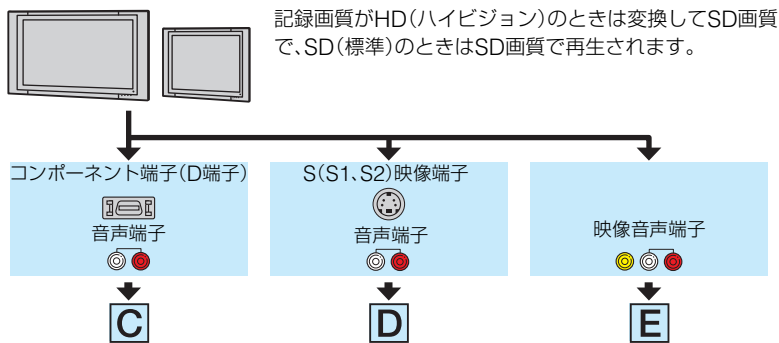 記録画質がHD(ハイビジョン)のときは変換してSD画質
で、SD(標準)のときはSD画質で再生されます。
コンポーネント端子(D端子)
音声端子
C
S(S1、S2)映像端子
音声端子
D
映像音声端子
E